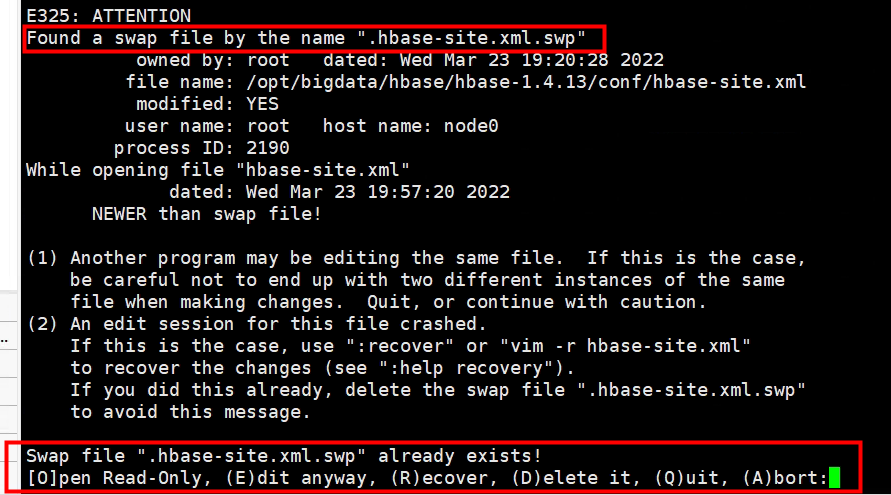 E325: ATTENTION
Found a swap file by the name ".hbase-site.xml.swp"
owned by: root   dated: Wed Mar 23 19:20:28 2022
file name: /opt/bigdata/hbase/hbase-1.4.13/conf/hbase-site.xml
modified: YES
user name: root   host name: node0
process ID: 2190
While opening file "hbase-site.xml"
dated: Wed Mar 23 19:57:20 2022
NEWER than swap file!
(1) Another program may be editing the same file.  If this is the case,
be careful not to end up with two different instances of the same
file when making changes.  Quit, or continue with caution.
(2) An edit session for this file crashed.
If this is the case, use ":recover" or "vim -r hbase-site.xml"
to recover the changes (see ":help recovery").
If you did this already, delete the swap file ".hbase-site.xml.swp"
to avoid this message.
Swap file ".hbase-site.xml.swp" already exists!
[O]pen Read-Only, (E)dit anyway, (R)ecover, (D)elete it, (Q)uit, (A)bort: